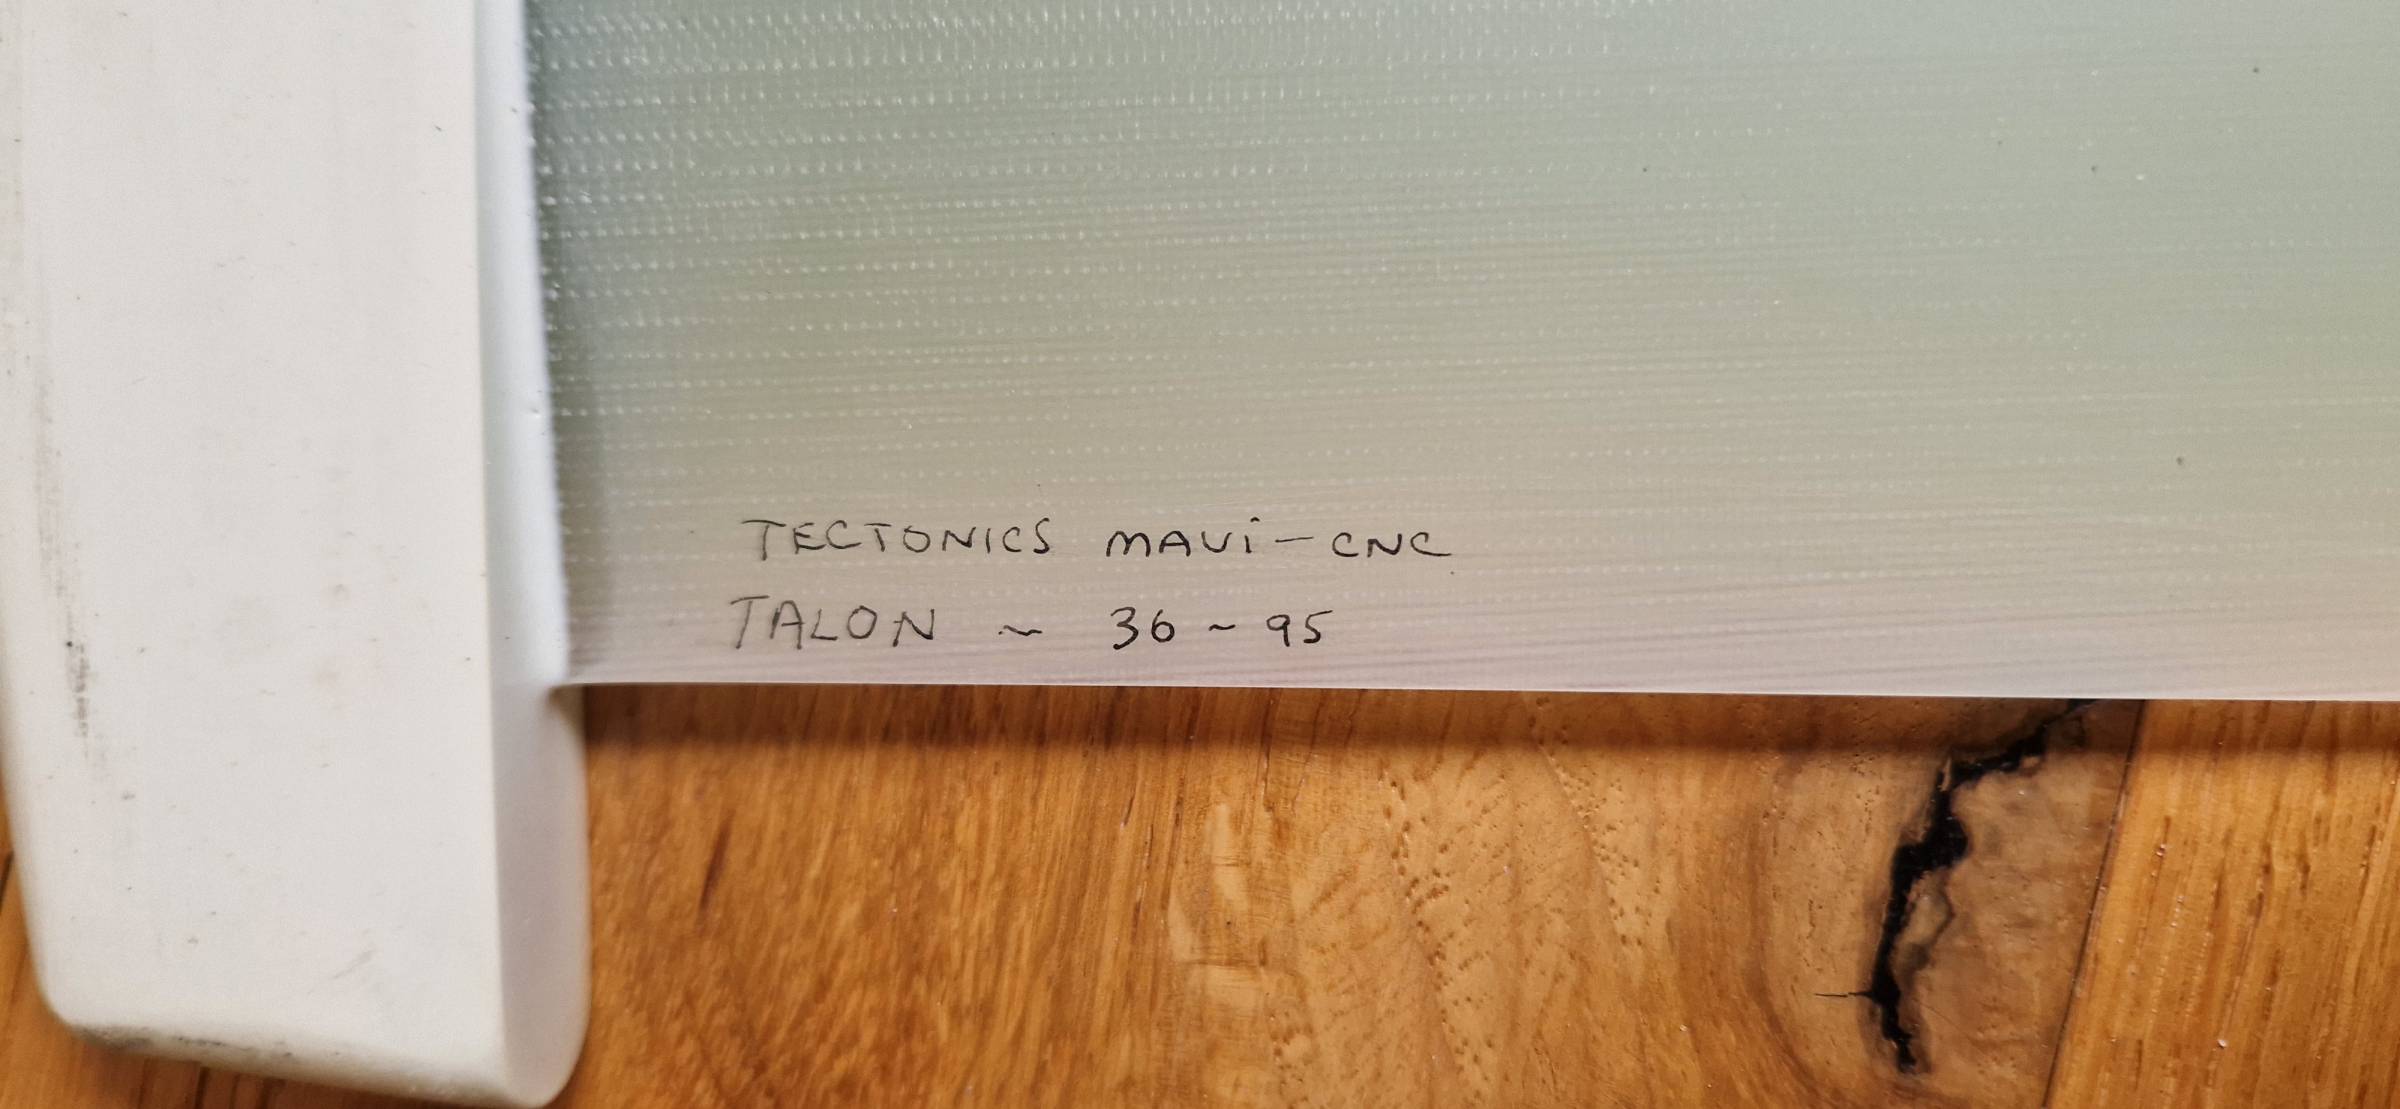 TECTONICS MAUi - CNC
TALON ~ 36 ~ 95